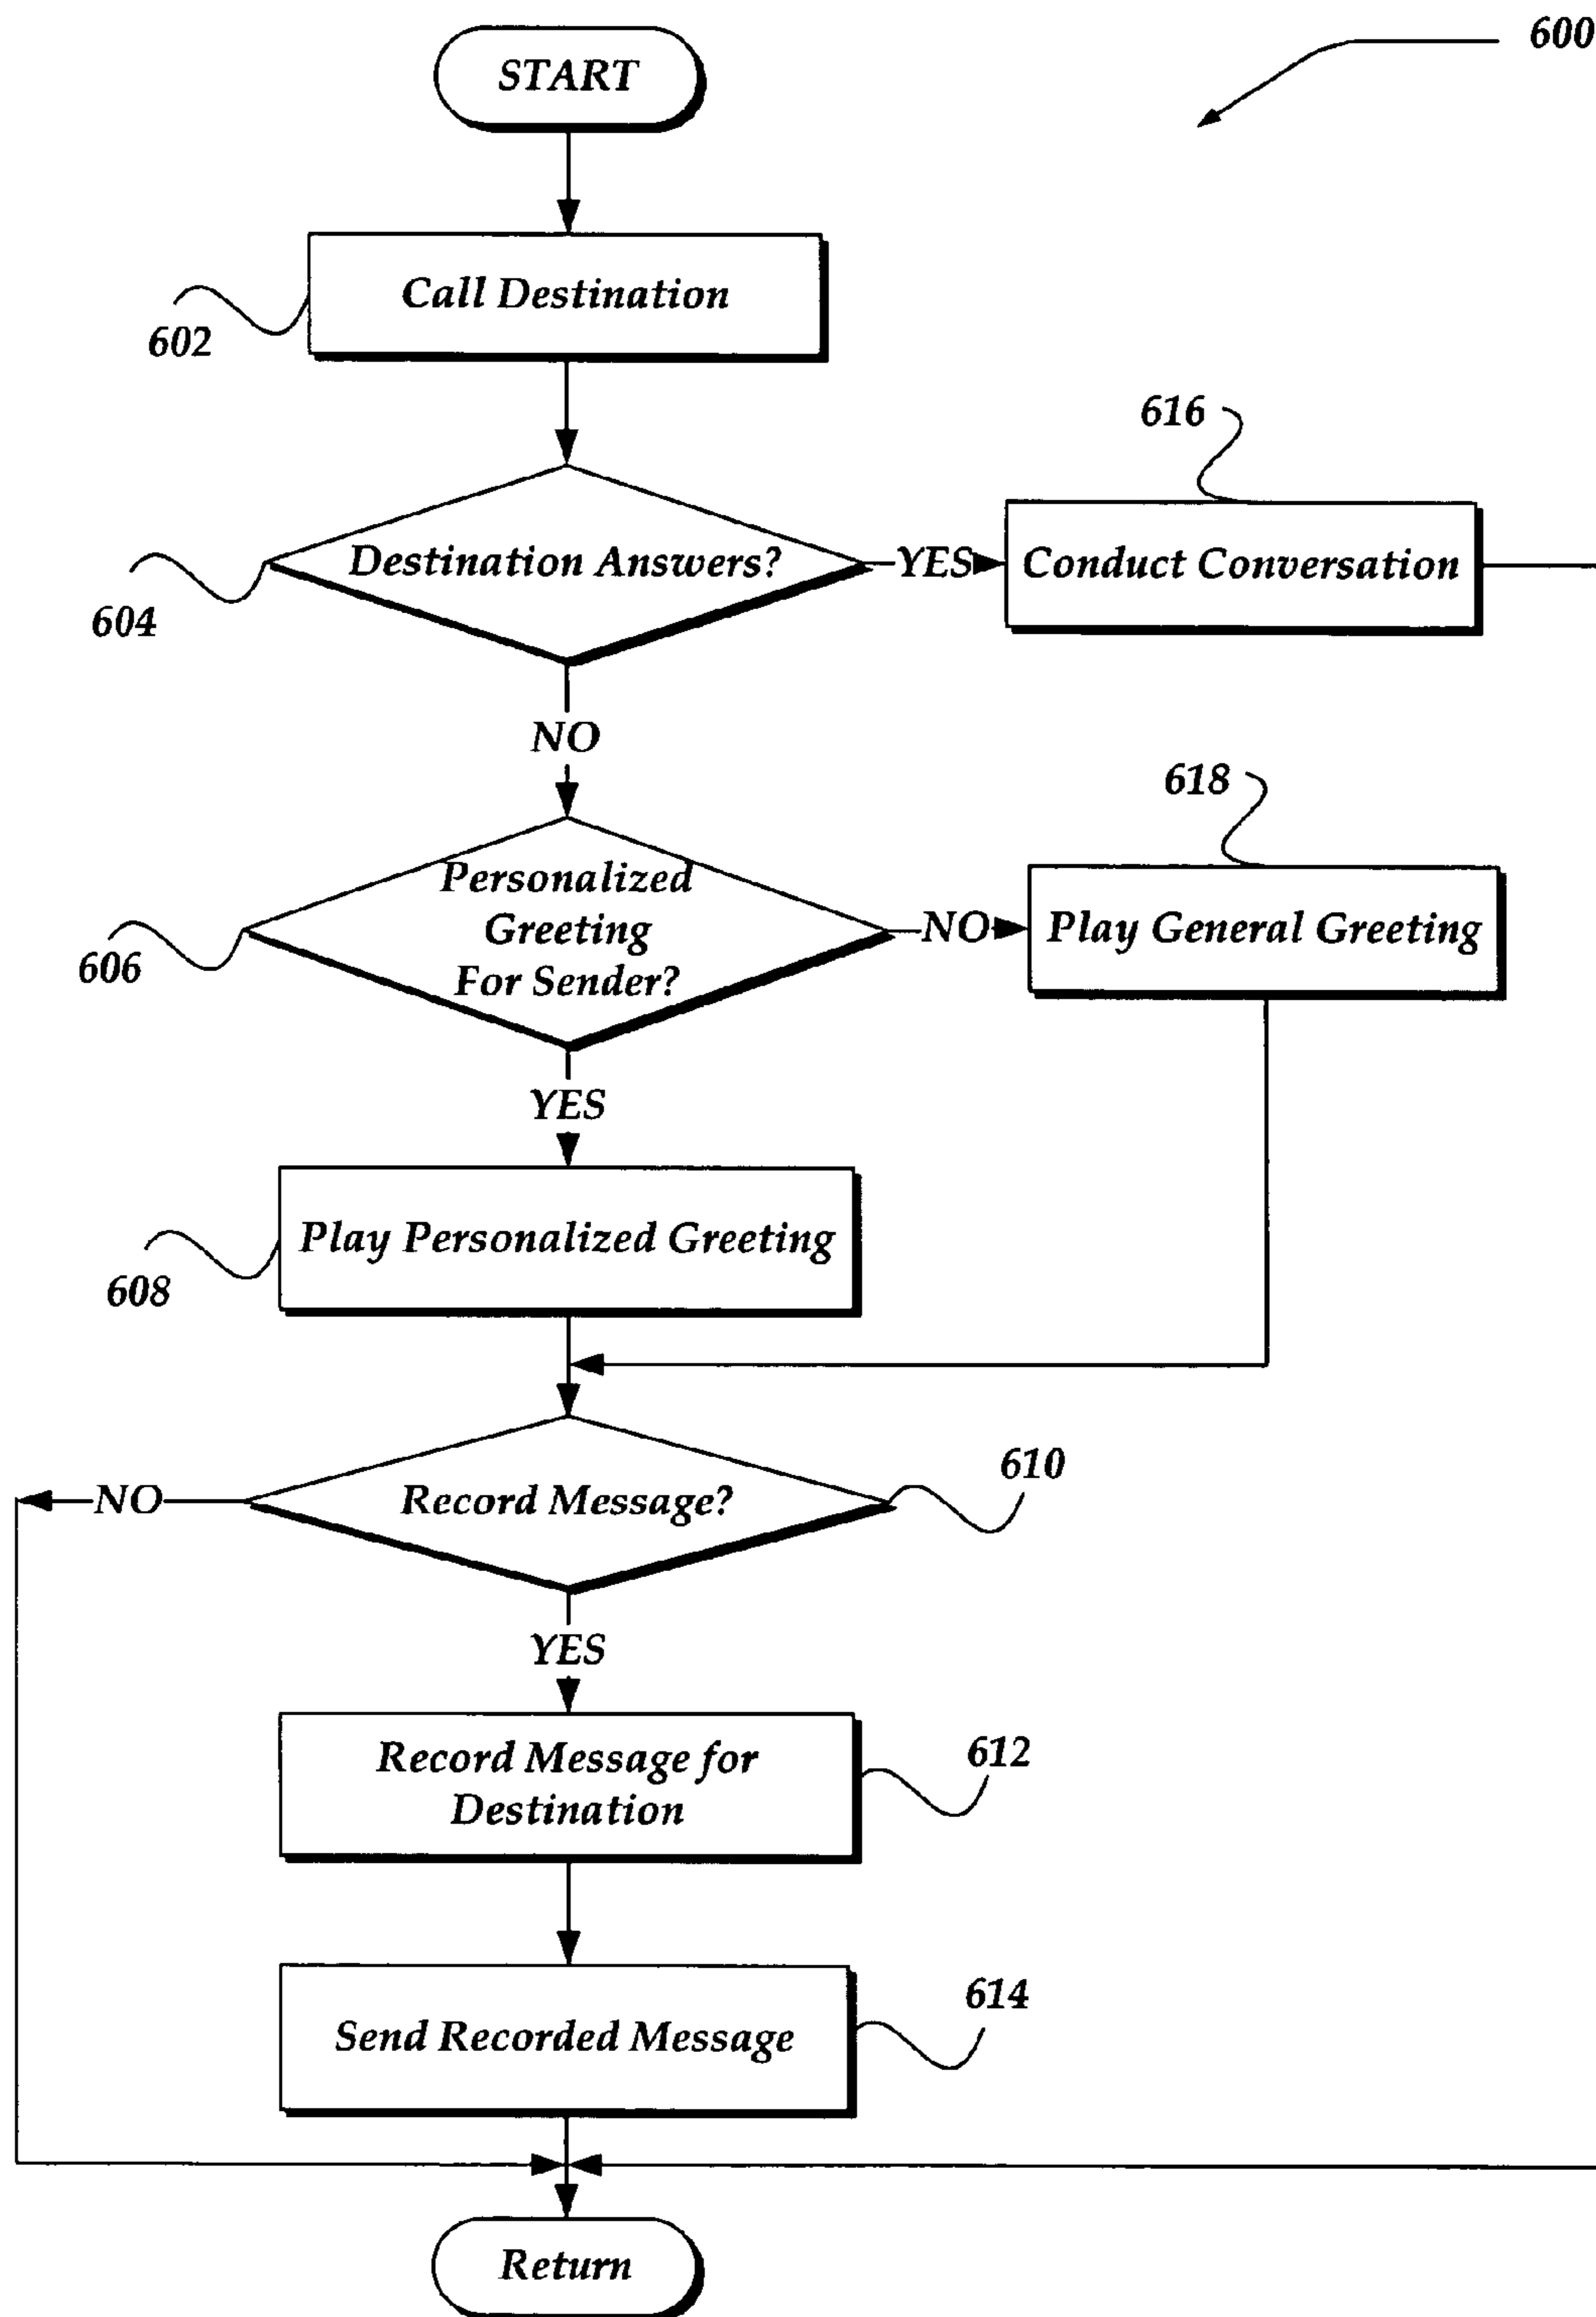 600
START
Call Destination
602
616
Destination Answers?
YES
Conduct Conversation
604
NO
618
Personalized
Greeting
For Sender?
NO
Play General Greeting
606
YES
Play Personalized Greeting
608
610
NO
Record Message?
YES
Record Message for
Destination
612
614
Send Recorded Message
Return